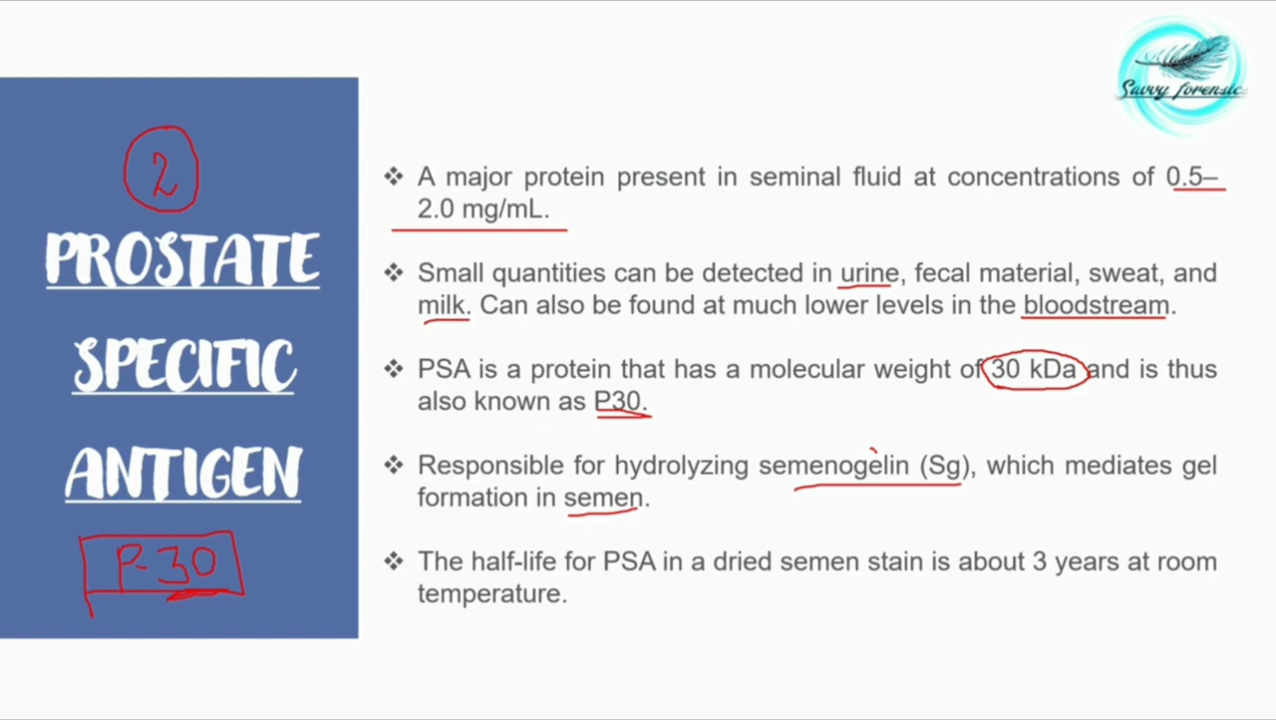 Savvy forensics
2
PROSTATE
SPECIFIC
ANTIGEN
P-30
❖ A major protein present in seminal fluid at concentrations of 0.5–
2.0 mg/mL.
❖ Small quantities can be detected in urine, fecal material, sweat, and
milk. Can also be found at much lower levels in the bloodstream.
❖ PSA is a protein that has a molecular weight of 30 kDa and is thus
also known as P30.
❖ Responsible for hydrolyzing semenogelin (Sg), which mediates gel
formation in semen.
❖ The half-life for PSA in a dried semen stain is about 3 years at room
temperature.